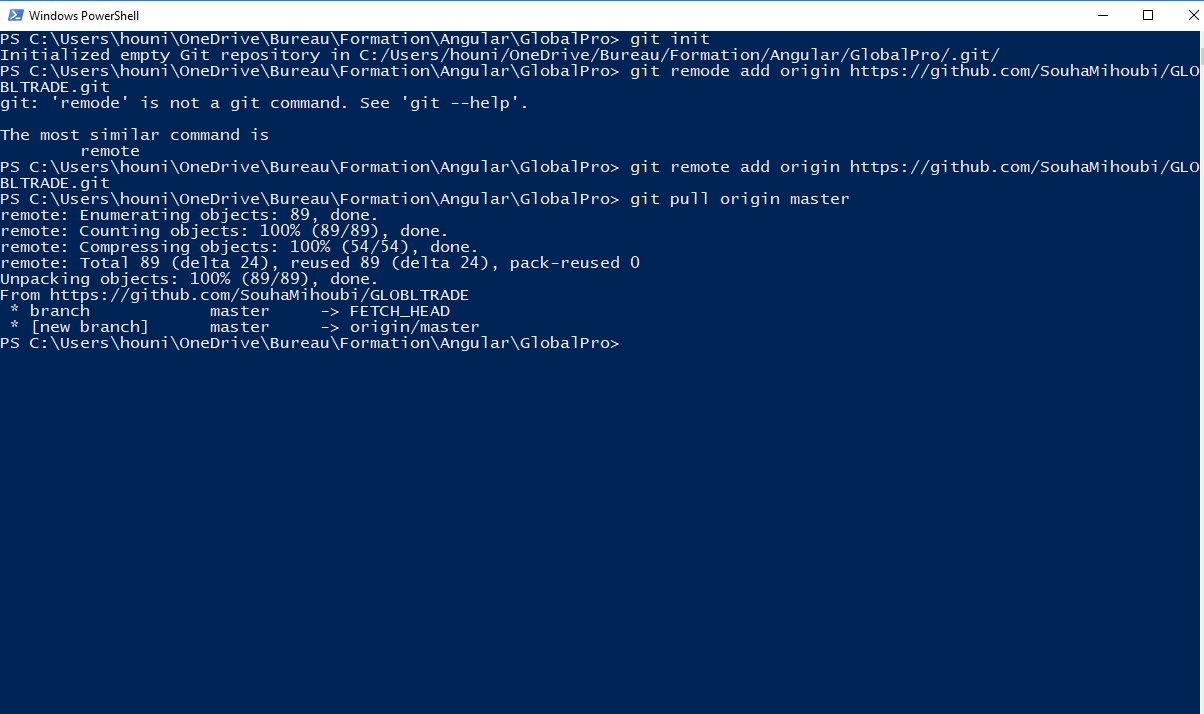 Windows PowerShell
PS C:\Users\houni\OneDrive\Bureau\Formation\Angular\GlobalPro> git init
Initialized empty Git repository in C:/Users/houni/OneDrive/Bureau/Formation/Angular/GlobalPro/.git/
PS C:\Users\houni\OneDrive\Bureau\Formation\Angular\GlobalPro> git remode add origin https://github.com/SouhaMihoubi/GLO
BLTRADE.git
git: 'remode' is not a git command. See 'git --help'.
The most similar command is
remote
PS C:\Users\houni\OneDrive\Bureau\Formation\Angular\GlobalPro> git remote add origin https://github.com/SouhaMihoubi/GLO
BLTRADE.git
PS C:\Users\houni\OneDrive\Bureau\Formation\Angular\GlobalPro> git pull origin master
remote: Enumerating objects: 89, done.
remote: Counting objects: 100% (89/89), done.
remote: Compressing objects: 100% (54/54), done.
remote: Total 89 (delta 24), reused 89 (delta 24), pack-reused 0
Unpacking objects: 100% (89/89), done.
From https://github.com/SouhaMihoubi/GLOBLTRADE
* branch master -> FETCH_HEAD
* [new branch] master -> origin/master
PS C:\Users\houni\OneDrive\Bureau\Formation\Angular\GlobalPro>